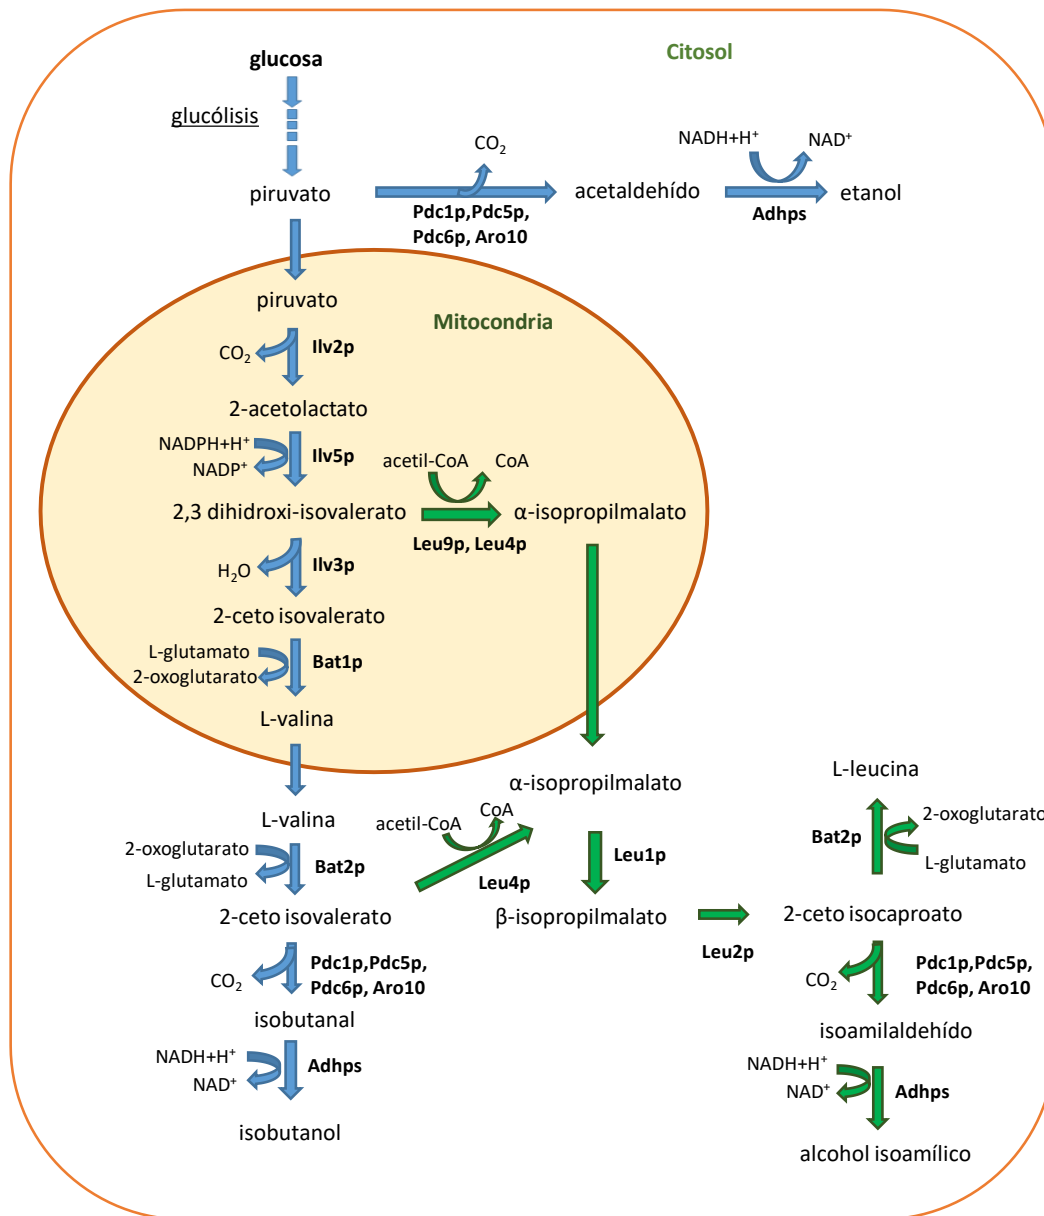 Citosol
glucosa
glucólisis
CO₂
NADH+H⁺
NAD⁺
piruvato
acetaldehído
etanol
Pdc1p,Pdc5p,
Pdc6p, Aro10
Adhps
piruvato
Mitocondria
CO₂
Ilv2p
2-acetolactato
NADPH+H⁺
NADP⁺
Ilv5p
acetil-CoA
CoA
2,3 dihidroxi-isovalerato
α-isopropilmalato
Leu9p, Leu4p
H₂O
Ilv3p
2-ceto isovalerato
L-glutamato
2-oxoglutarato
Bat1p
L-valina
L-valina
α-isopropilmalato
L-leucina
acetil-CoA
CoA
2-oxoglutarato
L-glutamato
Bat2p
Leu4p
Leu1p
Bat2p
2-oxoglutarato
L-glutamato
2-ceto isovalerato
β-isopropilmalato
Leu2p
2-ceto isocaproato
CO₂
Pdc1p,Pdc5p,
Pdc6p, Aro10
CO₂
Pdc1p,Pdc5p,
Pdc6p, Aro10
isobutanal
isoamilaldehído
NADH+H⁺
NAD⁺
Adhps
NADH+H⁺
NAD⁺
Adhps
isobutanol
alcohol isoamílico